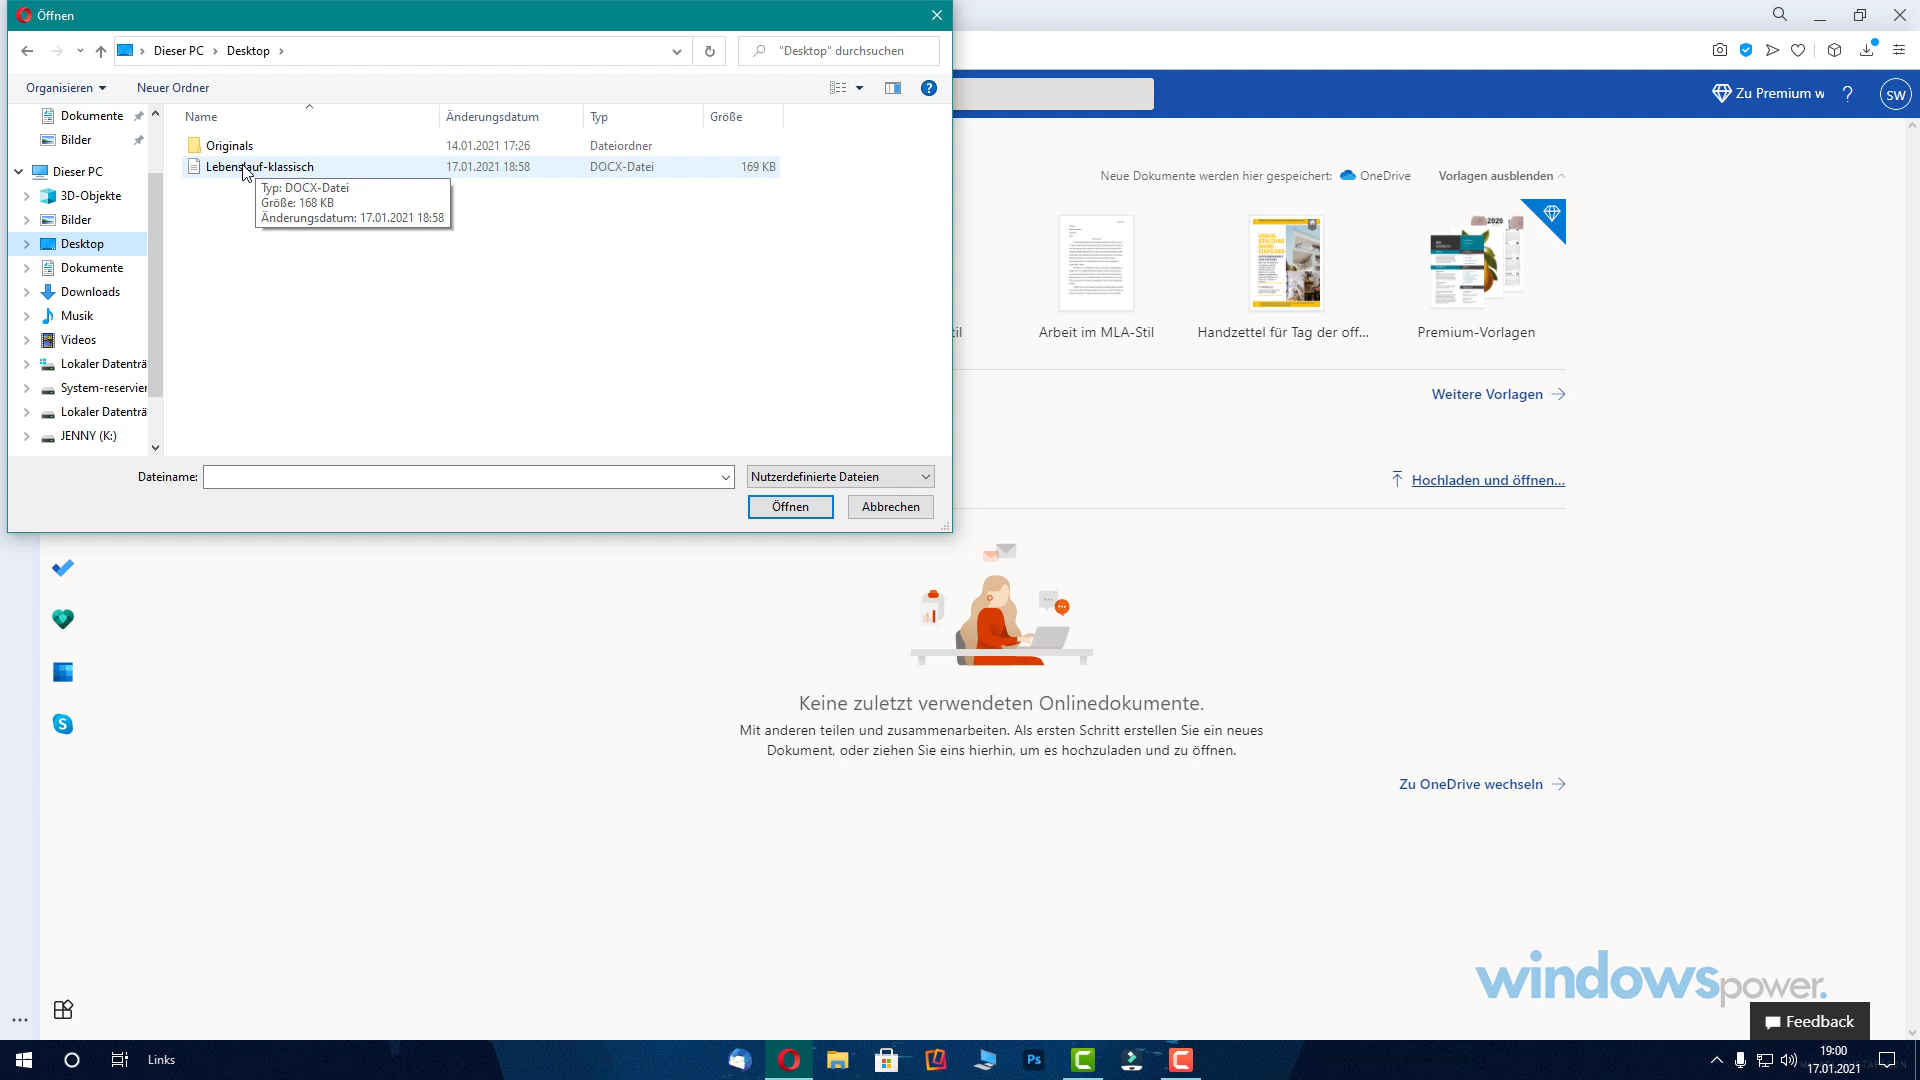 Öffnen
Dieser PC
Desktop
"Desktop" durchsuchen
Organisieren
Neuer Ordner
Name
Änderungsdatum
Typ
Größe
Dokumente
Bilder
Dieser PC
3D-Objekte
Bilder
Desktop
Dokumente
Downloads
Musik
Videos
Lokaler Datenträ
System-reservier
Lokaler Datenträ
JENNY (K:)
Originals
14.01.2021 17:26
Dateiordner
Lebenslauf-klassisch
17.01.2021 18:58
DOCX-Datei
169 KB
Typ: DOCX-Datei
Größe: 168 KB
Änderungsdatum: 17.01.2021 18:58
Dateiname:
Nutzerdefinierte Dateien
Öffnen
Abbrechen
Zu Premium w
?
SW
Neue Dokumente werden hier gespeichert:
OneDrive
Vorlagen ausblenden
2020
il
Arbeit im MLA-Stil
Handzettel für Tag der off...
Premium-Vorlagen
Weitere Vorlagen
Hochladen und öffnen...
Keine zuletzt verwendeten Onlinedokumente.
Mit anderen teilen und zusammenarbeiten. Als ersten Schritt erstellen Sie ein neues
Dokument, oder ziehen Sie eins hierhin, um es hochzuladen und zu öffnen.
Zu OneDrive wechseln
windowspower.
Feedback
Links
Ps
19:00
17.01.2021